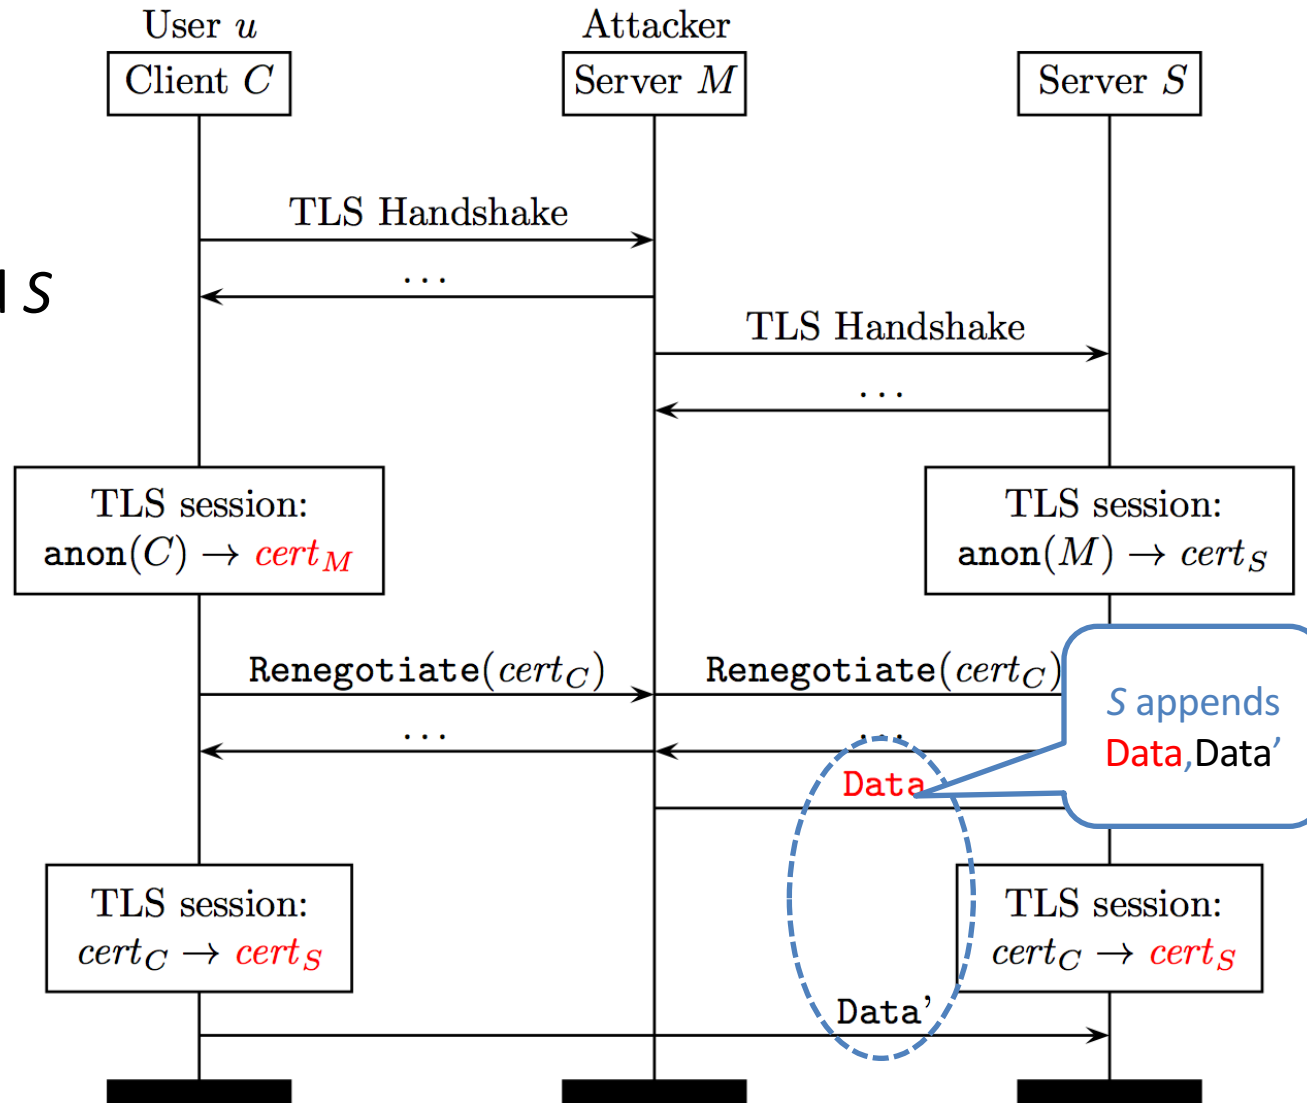 User u
Attacker
Client C
Server M
Server S
TLS Handshake
. . .
S
TLS Handshake
. . .
TLS session:
anon(C) → cert_M
TLS session:
anon(M) → cert_S
Renegotiate(cert_C)
Renegotiate(cert_C)
. . .
. . .
S appends
Data,Data'
Data
TLS session:
cert_C → cert_S
TLS session:
cert_C → cert_S
Data'